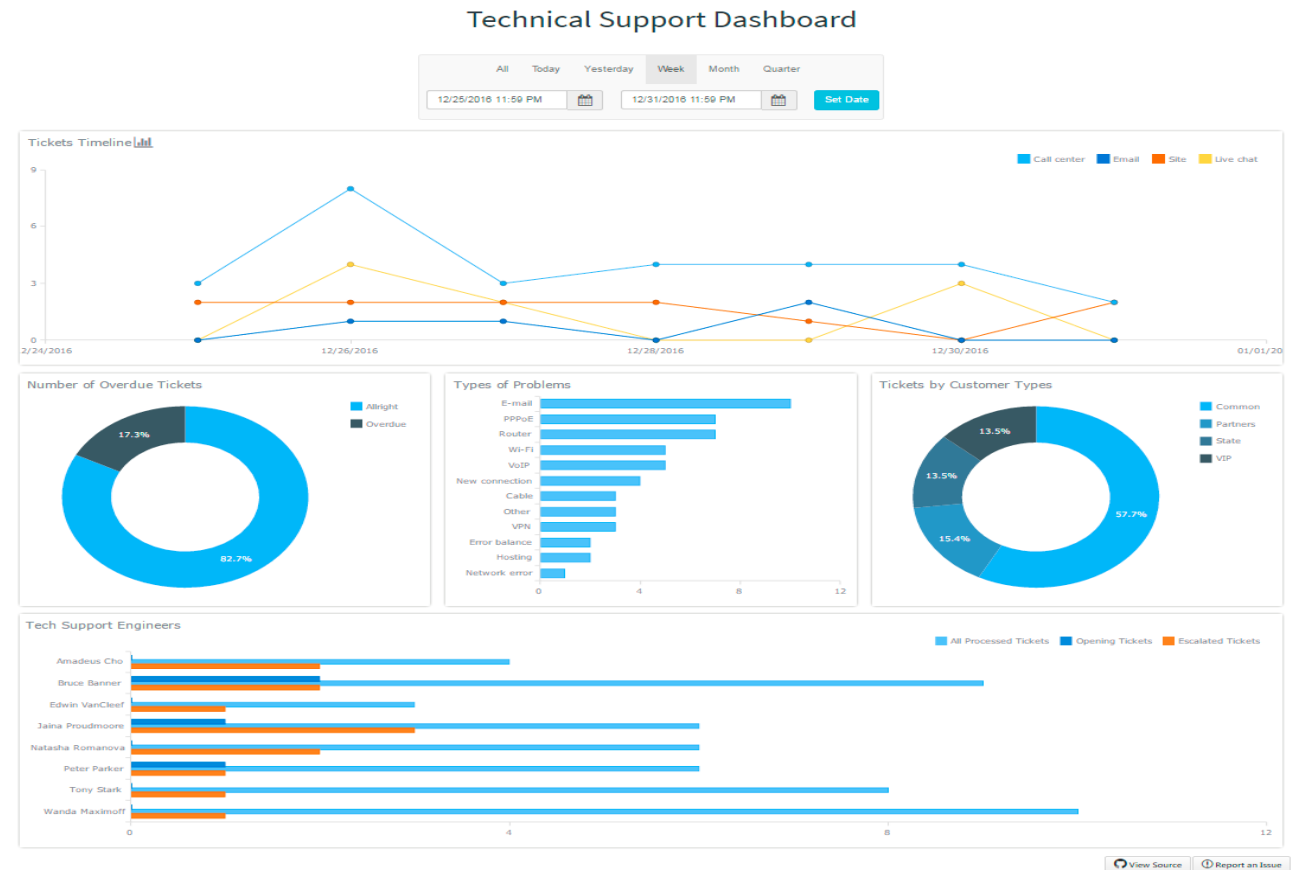 Technical Support Dashboard
All Today Yesterday Week Month Quarter
12/25/2016 11:59 PM 12/31/2016 11:59 PM Set Date
Tickets Timeline
Call center Email Site Live chat
9
6
3
0
2/24/2016 12/26/2016 12/28/2016 12/30/2016 01/01/20
Number of Overdue Tickets
Allright
Overdue
17.3%
82.7%
Types of Problems
E-mail
PPPoE
Router
Wi-Fi
VoIP
New connection
Cable
Other
VPN
Error balance
Hosting
Network error
0 4 8 12
Tickets by Customer Types
Common
Partners
State
VIP
13.5%
13.5%
57.7%
15.4%
Tech Support Engineers
All Processed Tickets Opening Tickets Escalated Tickets
Amadeus Cho
Bruce Banner
Edwin VanCleef
Jaina Proudmoore
Natasha Romanova
Peter Parker
Tony Stark
Wanda Maximoff
0 4 8 12
View Source Report an Issue